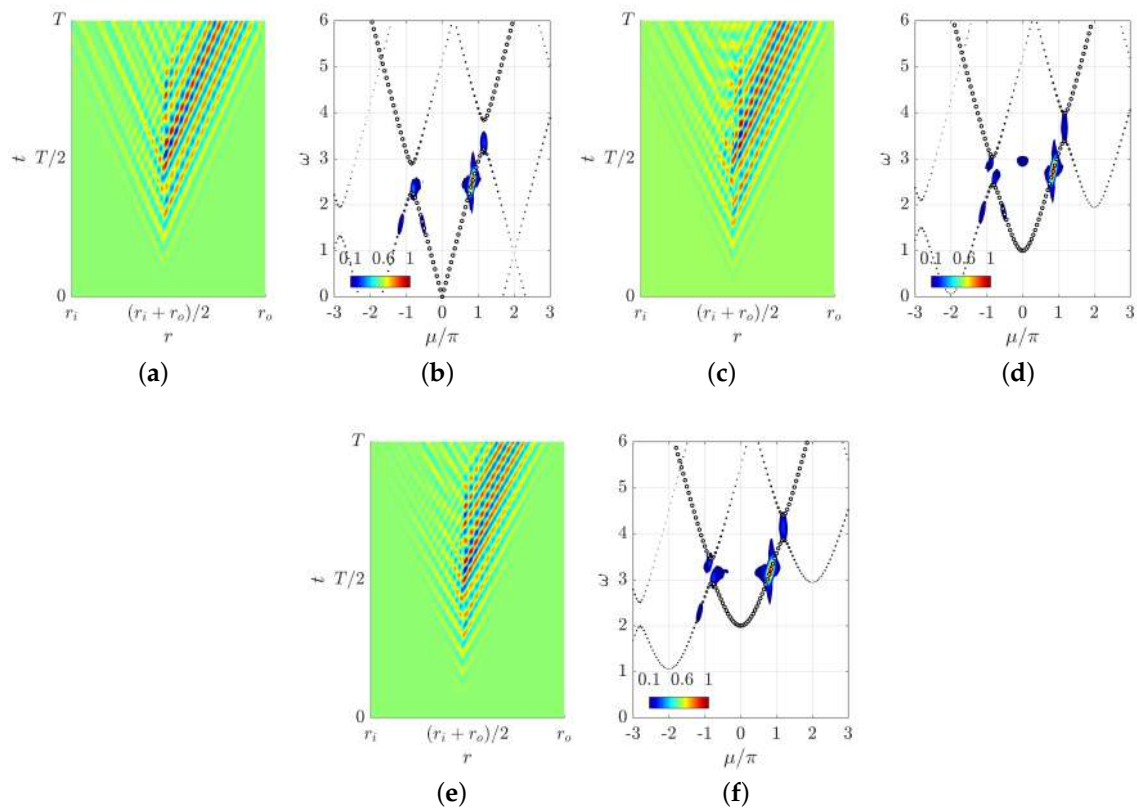 T
t
T/2
0
r_i
(r_i + r_o)/2
r_o
r
(a)
6
5
4
ω
3
2
1
0
0.1 0.6 1
-3 -2 -1 0 1 2 3
μ/π
(b)
T
t
T/2
0
r_i
(r_i + r_o)/2
r_o
r
(c)
6
5
4
ω
3
2
1
0
0.1 0.6 1
-3 -2 -1 0 1 2 3
μ/π
(d)
T
t
T/2
0
r_i
(r_i + r_o)/2
r_o
r
(e)
6
5
4
ω
3
2
1
0
0.1 0.6 1
-3 -2 -1 0 1 2 3
μ/π
(f)